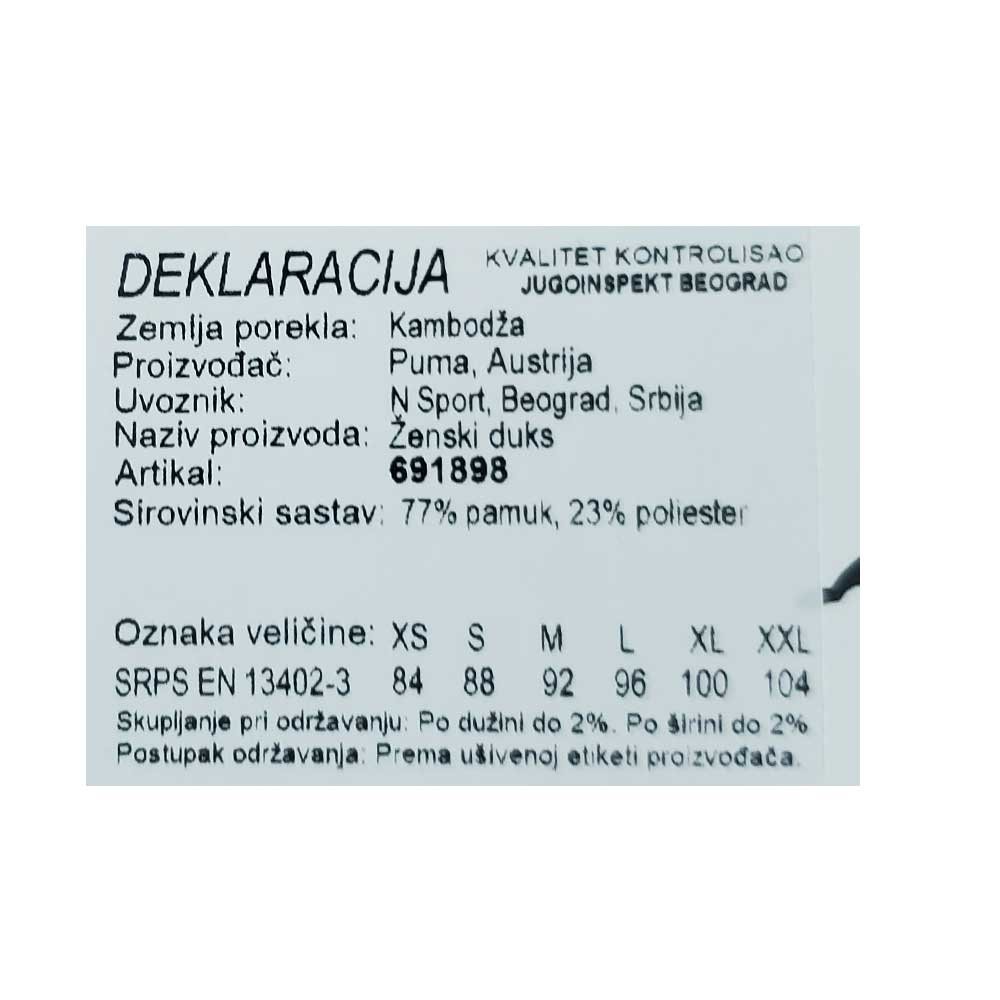 DEKLARACIJA
KVALITET KONTROLISAO
JUGOINSPEKT BEOGRAD
Zemlja porekla: Kambodža
Proizvođač: Puma, Austrija
Uvoznik: N Sport, Beograd, Srbija
Naziv proizvoda: Ženski duks
Artikal: 691898
Sirovinski sastav: 77% pamuk, 23% poliester
Oznaka veličine: XS S M L XL XXL
SRPS EN 13402-3 84 88 92 96 100 104
Skupljanje pri održavanju: Po dužini do 2%. Po širini do 2%
Postupak održavanja: Prema ušivenoj etiketi proizvođača.